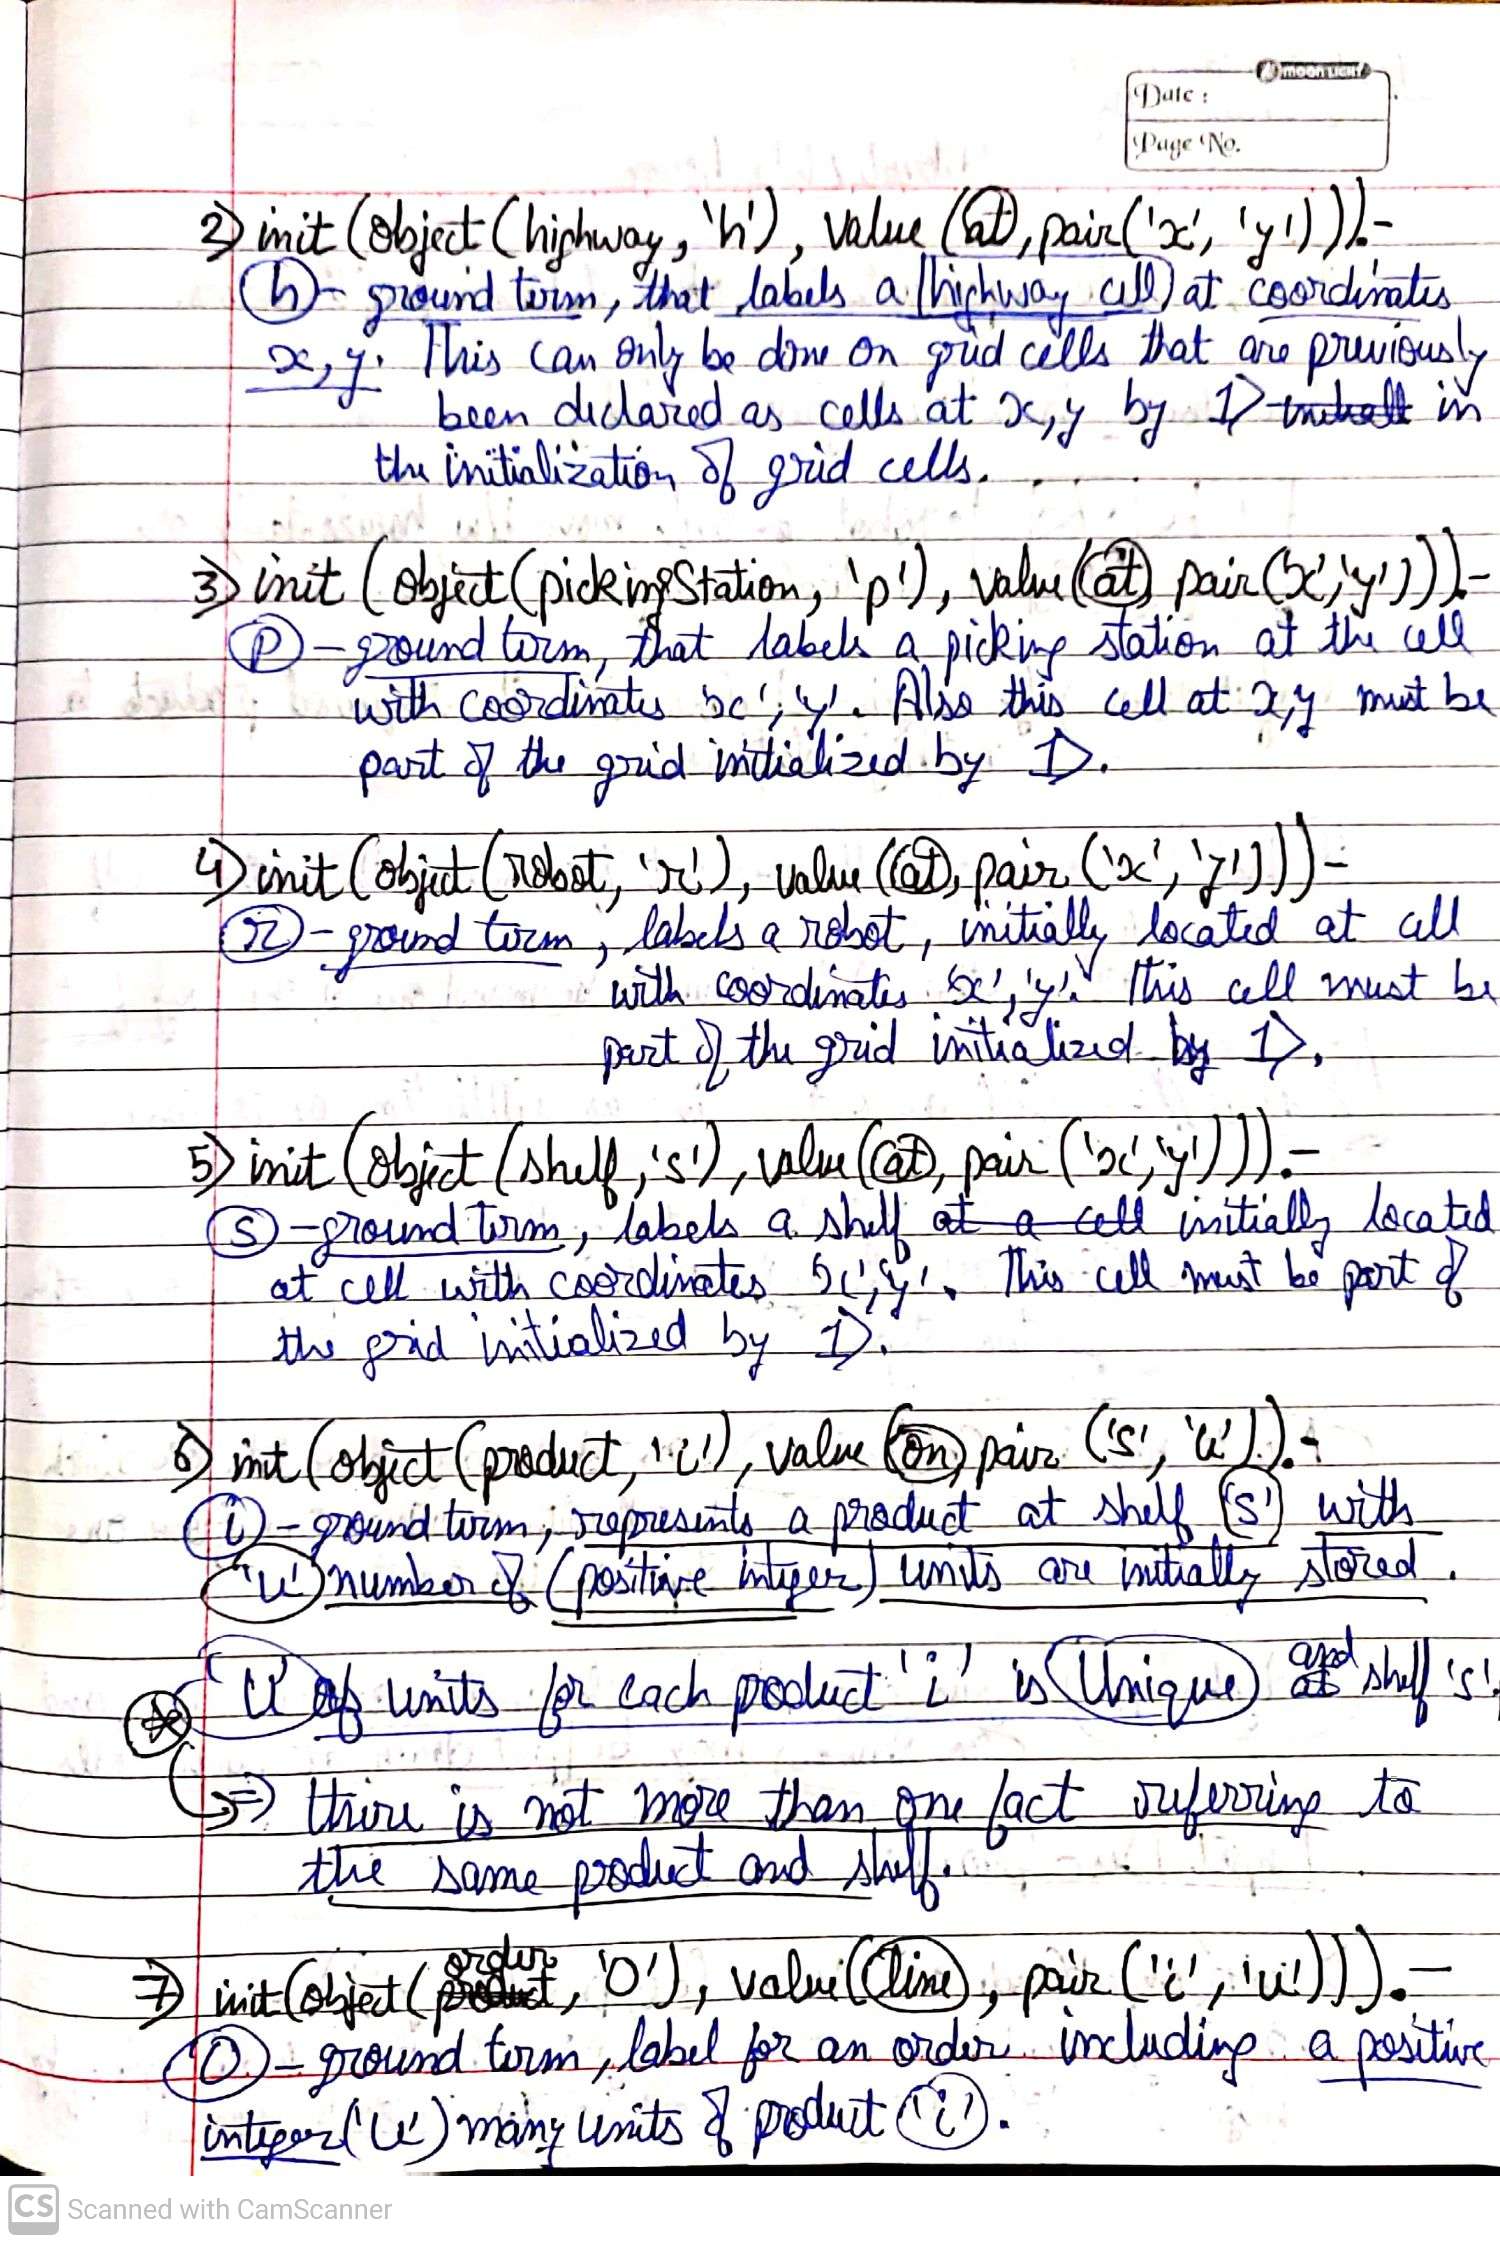 MOONLIGHT
Date :
Page No.
2) init (Object (highway, 'h'), value (at, pair('x', 'y'))).-
h - ground term, that labels a highway cell at coordinates
x, y. This can only be done on grid cells that are previously
been declared as cells at x, y by 1) in
the initialization of grid cells.
3) init (object (pickingStation, 'p'), value (at, pair ('x', 'y'))).-
P - ground term, that labels a picking station at the cell
with coordinates 'x', 'y'. Also this cell at x, y must be
part of the grid initialized by 1).
4) init (object (robot, 'r'), value (at, pair ('x', 'y'))) -
r - ground term, labels a robot, initially located at cell
with coordinates 'x', 'y'. This cell must be
part of the grid initialized by 1).
5) init (Object (shelf, 's'), value (at, pair ('x', 'y'))).-
S - ground term, labels a shelf at a cell initially located
at cell with coordinates 'x', 'y'. This cell must be part of
the grid initialized by 1).
6) init (object (product, 'i'), value (on, pair ('s', 'u')).-
i - ground term, represents a product at shelf 'S' with
'u' number of (positive integer) units are initially stored.
'U' of units for each product 'i' is Unique and shelf 's'.
=> there is not more than one fact referring to
the same product and shelf.
7) init (object (order, 'O'), value (line, pair ('i', 'u'))).-
O - ground term, label for an order including a positive
integer ('u') many units of product 'i'.
CS Scanned with CamScanner